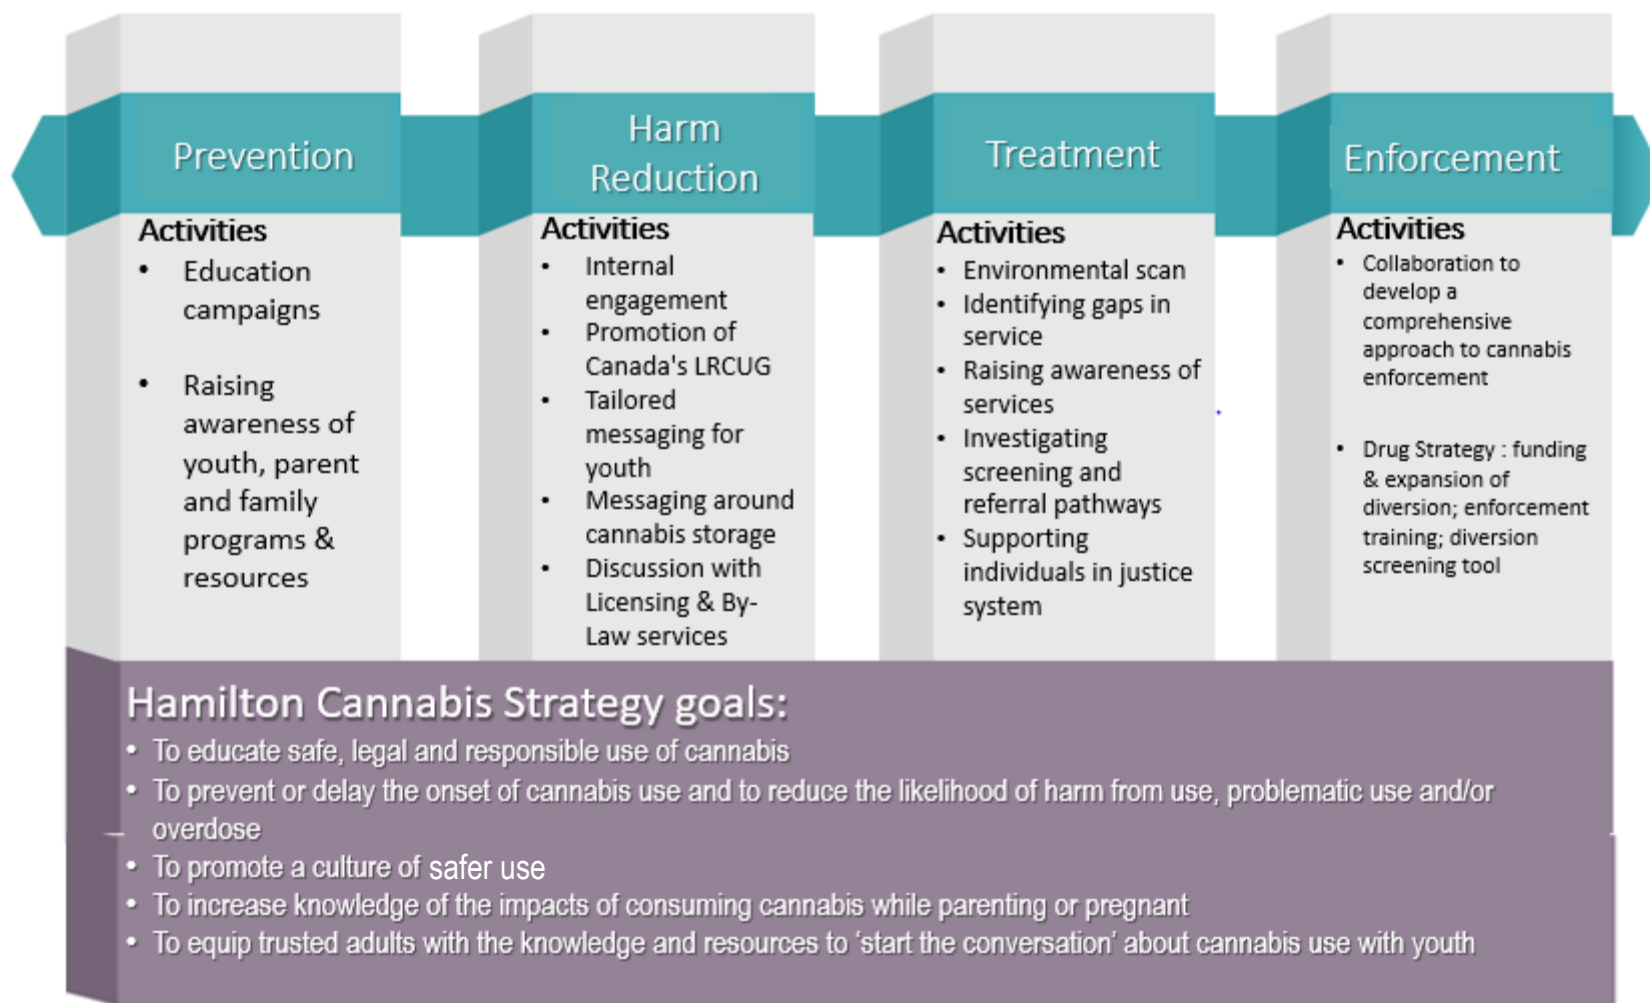 Prevention
Activities
• Education
campaigns
• Raising
awareness of
youth, parent
and family
programs &
resources
Harm
Reduction
Activities
• Internal
engagement
• Promotion of
Canada's LRCUG
• Tailored
messaging for
youth
• Messaging around
cannabis storage
• Discussion with
Licensing & By-
Law services
Treatment
Activities
• Environmental scan
• Identifying gaps in
service
• Raising awareness of
services
• Investigating
screening and
referral pathways
• Supporting
individuals in justice
system
Enforcement
Activities
• Collaboration to
develop a
comprehensive
approach to cannabis
enforcement
• Drug Strategy : funding
& expansion of
diversion; enforcement
training; diversion
screening tool
Hamilton Cannabis Strategy goals:
• To educate safe, legal and responsible use of cannabis
• To prevent or delay the onset of cannabis use and to reduce the likelihood of harm from use, problematic use and/or
overdose
• To promote a culture of safer use
• To increase knowledge of the impacts of consuming cannabis while parenting or pregnant
• To equip trusted adults with the knowledge and resources to ‘start the conversation’ about cannabis use with youth